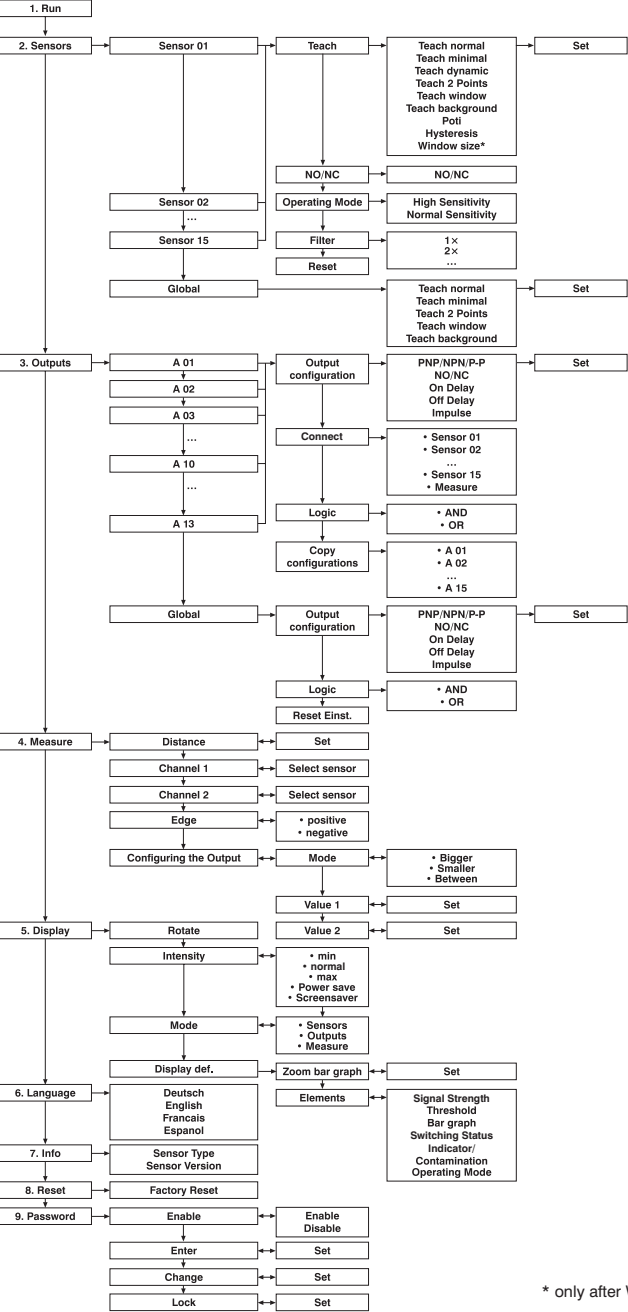 1. Run
2. Sensors
Sensor 01
Teach
Teach normal
Teach minimal
Teach dynamic
Teach 2 Points
Teach window
Teach background
Poti
Hysteresis
Window size*
Set
NO/NC
NO/NC
Sensor 02
Operating Mode
High Sensitivity
Normal Sensitivity
...
Sensor 15
Filter
1×
2×
...
Reset
Global
Teach normal
Teach minimal
Teach 2 Points
Teach window
Teach background
Set
3. Outputs
A 01
A 02
A 03
...
A 10
...
A 13
Output
configuration
PNP/NPN/P-P
NO/NC
On Delay
Off Delay
Impulse
Set
Connect
• Sensor 01
• Sensor 02
...
• Sensor 15
• Measure
Logic
• AND
• OR
Copy
configurations
• A 01
• A 02
...
• A 15
Global
Output
configuration
PNP/NPN/P-P
NO/NC
On Delay
Off Delay
Impulse
Set
Logic
• AND
• OR
Reset Einst.
4. Measure
Distance
Set
Channel 1
Select sensor
Channel 2
Select sensor
Edge
• positive
• negative
Configuring the Output
Mode
• Bigger
• Smaller
• Between
Value 1
Set
Value 2
Set
5. Display
Rotate
Intensity
• min
• normal
• max
• Power save
• Screensaver
Mode
• Sensors
• Outputs
• Measure
Display def.
Zoom bar graph
Set
Elements
Signal Strength
Threshold
Bar graph
Switching Status
Indicator/
Contamination
Operating Mode
6. Language
Deutsch
English
Francais
Espanol
7. Info
Sensor Type
Sensor Version
8. Reset
Factory Reset
9. Password
Enable
Enable
Disable
Enter
Set
Change
Set
Lock
Set
* only after